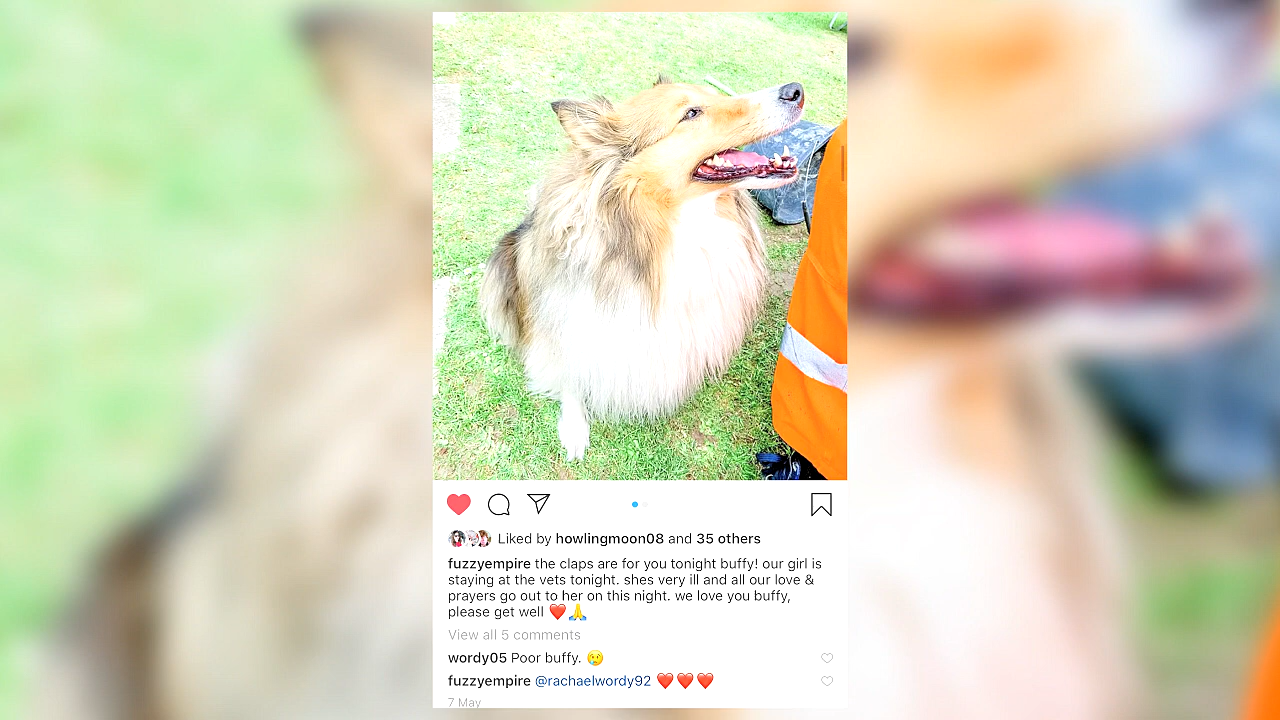 Liked by howlingmoon08 and 35 others
fuzzyempire the claps are for you tonight buffy! our girl is
staying at the vets tonight. shes very ill and all our love &
prayers go out to her on this night. we love you buffy,
please get well ❤️🙏
View all 5 comments
wordy05 Poor buffy. 😢
fuzzyempire @rachaelwordy92 ❤️❤️❤️
7 May